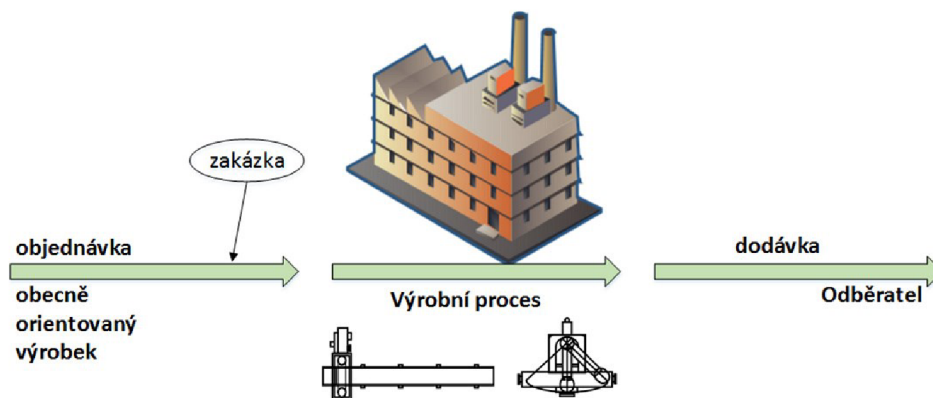 zakázka
objednávka
dodávka
obecně
orientovaný
výrobek
Výrobní proces
Odběratel